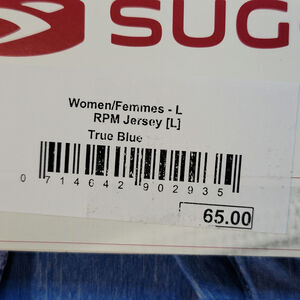 SUG
Women/Femmes - L
RPM Jersey [L]
True Blue
0 714642 902935
65.00